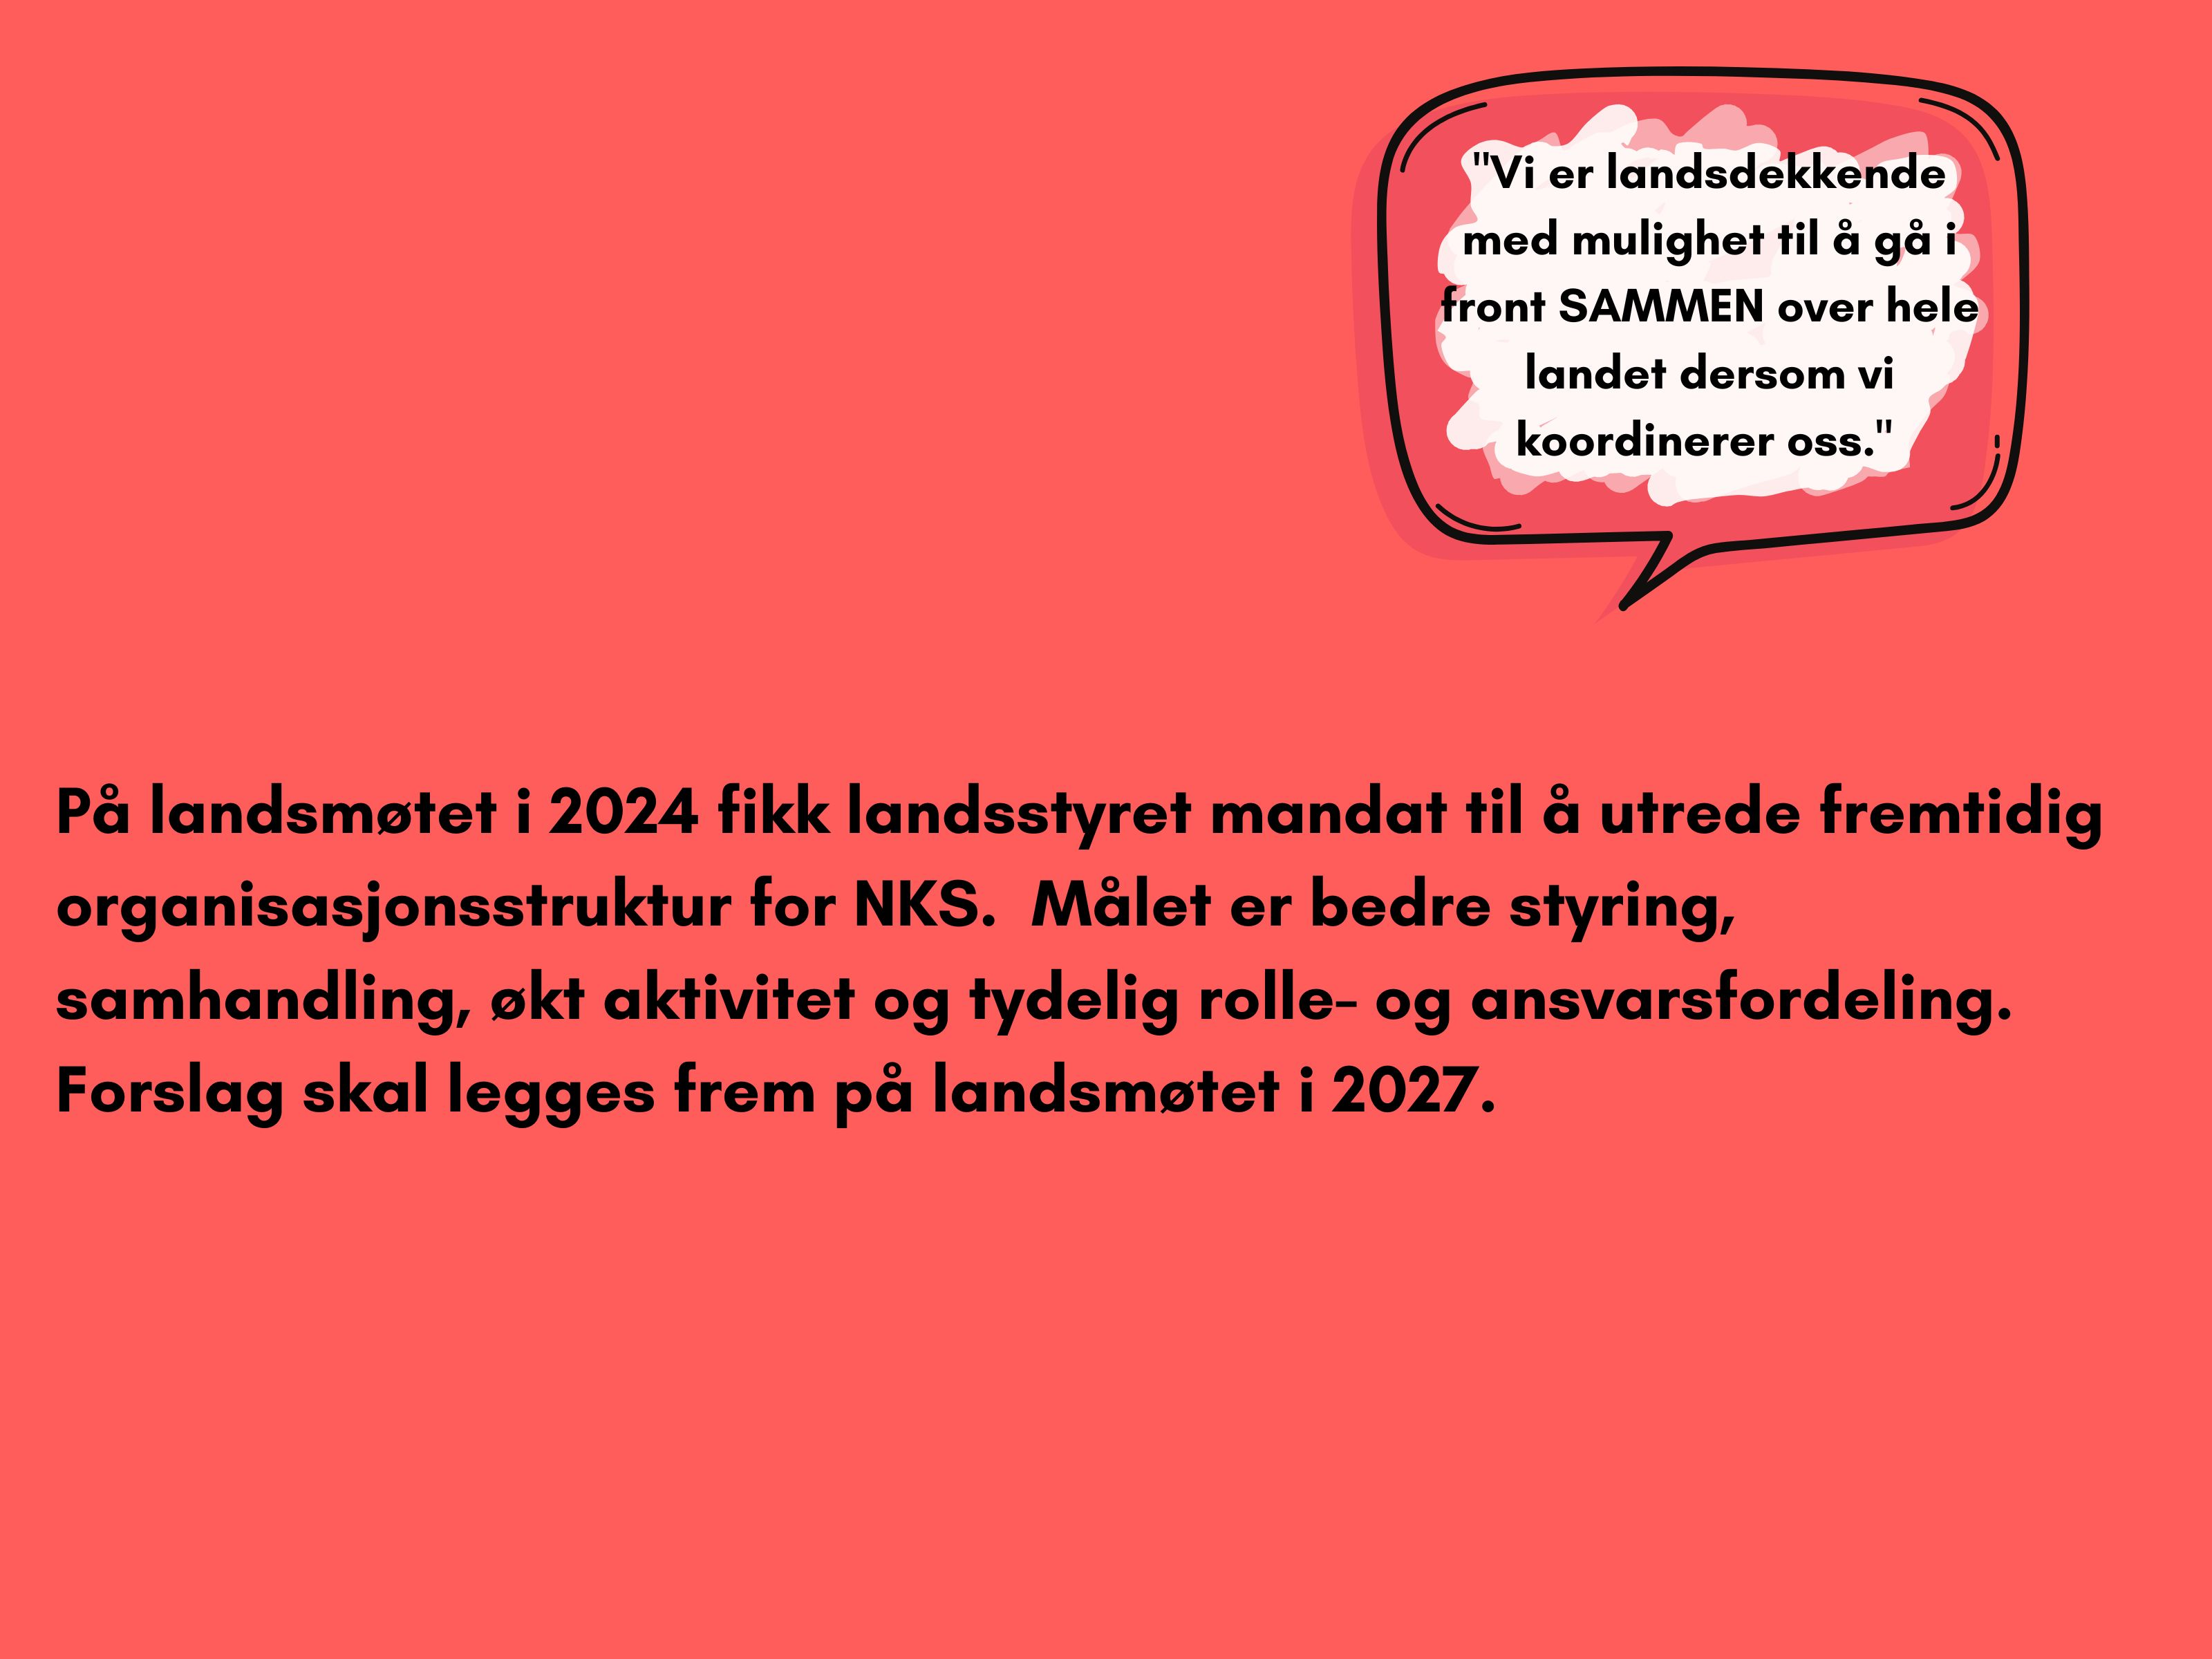 "Vi er landsdekkende
med mulighet til å gå i
front SAMMEN over hele
landet dersom vi
koordinerer oss."
På landsmøtet i 2024 fikk landsstyret mandat til å utrede fremtidig
organisasjonsstruktur for NKS.  Målet er bedre styring,
samhandling, økt aktivitet og tydelig rolle- og ansvarsfordeling.
Forslag skal legges frem på landsmøtet i 2027.